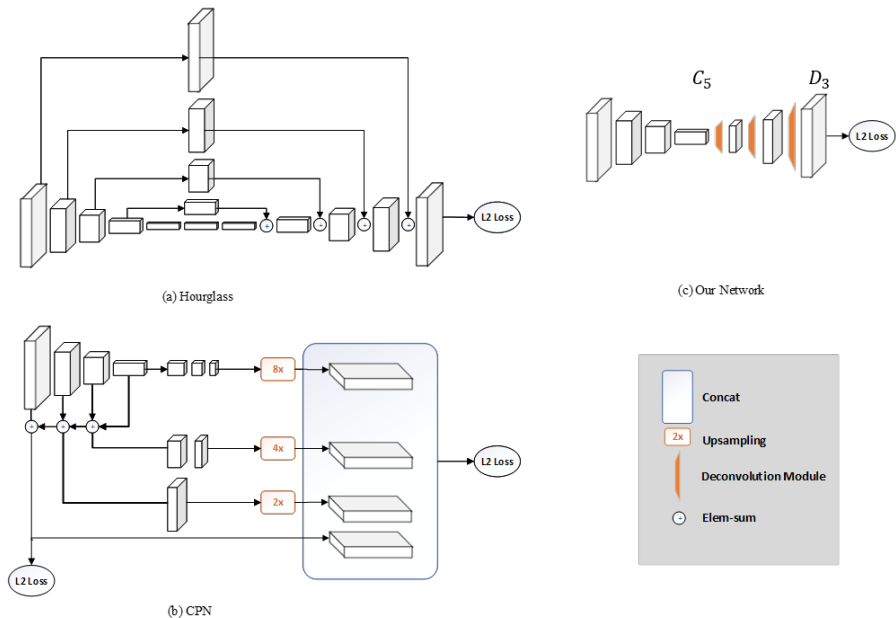 L2 Loss
(a) Hourglass
C5
D3
L2 Loss
(c) Our Network
8x
4x
2x
L2 Loss
L2 Loss
(b) CPN
Concat
2x
Upsampling
Deconvolution Module
Elem-sum